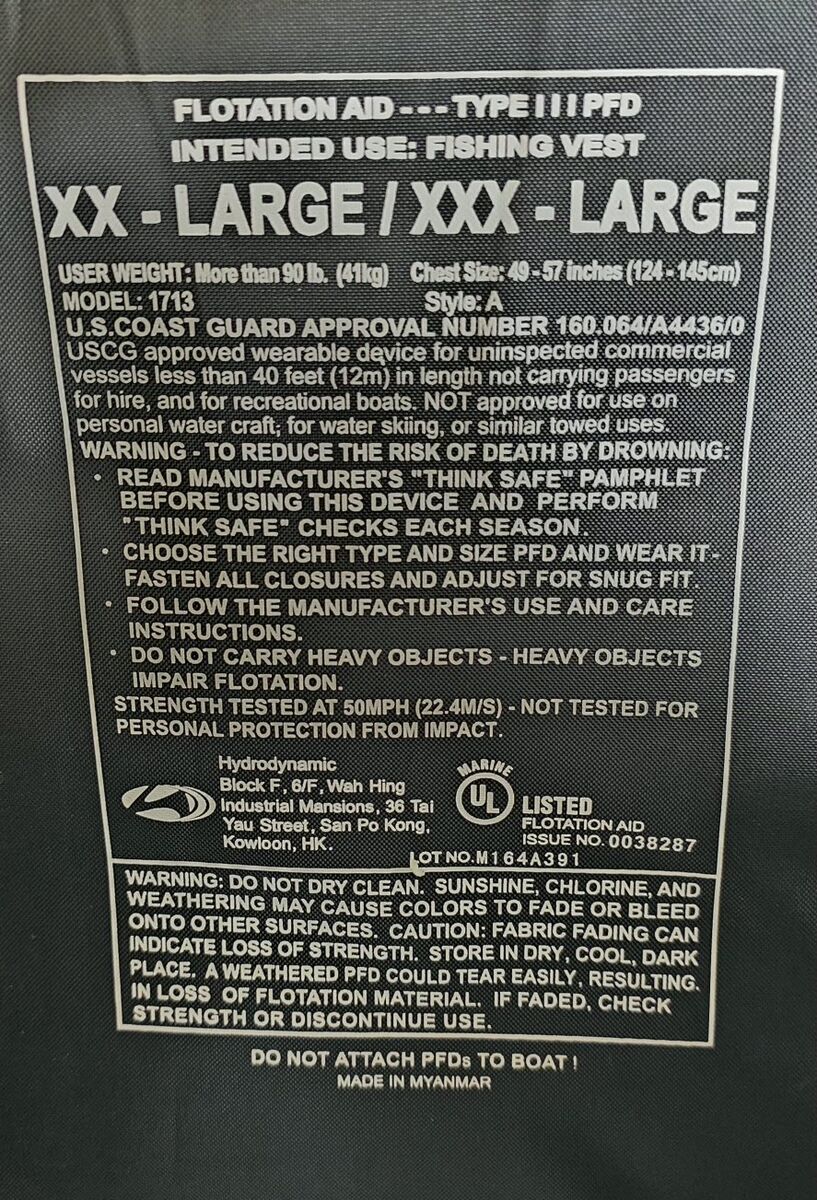 FLOTATION AID - - - TYPE III PFD
INTENDED USE: FISHING VEST
XX - LARGE / XXX - LARGE
USER WEIGHT: More than 90 lb. (41kg) Chest Size: 49 - 57 inches (124 - 145cm)
MODEL: 1713 Style: A
U.S.COAST GUARD APPROVAL NUMBER 160.064/A4436/0
USCG approved wearable device for uninspected commercial
vessels less than 40 feet (12m) in length not carrying passengers
for hire, and for recreational boats. NOT approved for use on
personal water craft, for water skiing, or similar towed uses.
WARNING - TO REDUCE THE RISK OF DEATH BY DROWNING:
• READ MANUFACTURER'S "THINK SAFE" PAMPHLET
BEFORE USING THIS DEVICE AND PERFORM
"THINK SAFE" CHECKS EACH SEASON.
• CHOOSE THE RIGHT TYPE AND SIZE PFD AND WEAR IT-
FASTEN ALL CLOSURES AND ADJUST FOR SNUG FIT.
• FOLLOW THE MANUFACTURER'S USE AND CARE
INSTRUCTIONS.
• DO NOT CARRY HEAVY OBJECTS - HEAVY OBJECTS
IMPAIR FLOTATION.
STRENGTH TESTED AT 50MPH (22.4M/S) - NOT TESTED FOR
PERSONAL PROTECTION FROM IMPACT.
Hydrodynamic
Block F, 6/F, Wah Hing
Industrial Mansions, 36 Tai
Yau Street, San Po Kong,
Kowloon, HK.
MARINE
UL
LISTED
FLOTATION AID
ISSUE NO. 0038287
LOT NO.M164A391
WARNING: DO NOT DRY CLEAN. SUNSHINE, CHLORINE, AND
WEATHERING MAY CAUSE COLORS TO FADE OR BLEED
ONTO OTHER SURFACES. CAUTION: FABRIC FADING CAN
INDICATE LOSS OF STRENGTH. STORE IN DRY, COOL, DARK
PLACE. A WEATHERED PFD COULD TEAR EASILY, RESULTING.
IN LOSS OF FLOTATION MATERIAL. IF FADED, CHECK
STRENGTH OR DISCONTINUE USE.
DO NOT ATTACH PFDs TO BOAT !
MADE IN MYANMAR